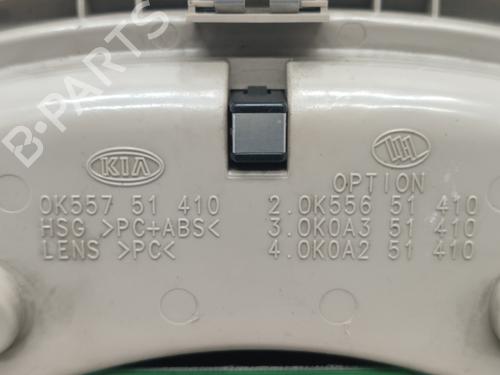 B-PARTS
KIA
OPTION
0K557 51 410
HSG >PC+ABS<
LENS >PC<
2.0K556 51 410
3.0K0A3 51 410
4.0K0A2 51 410